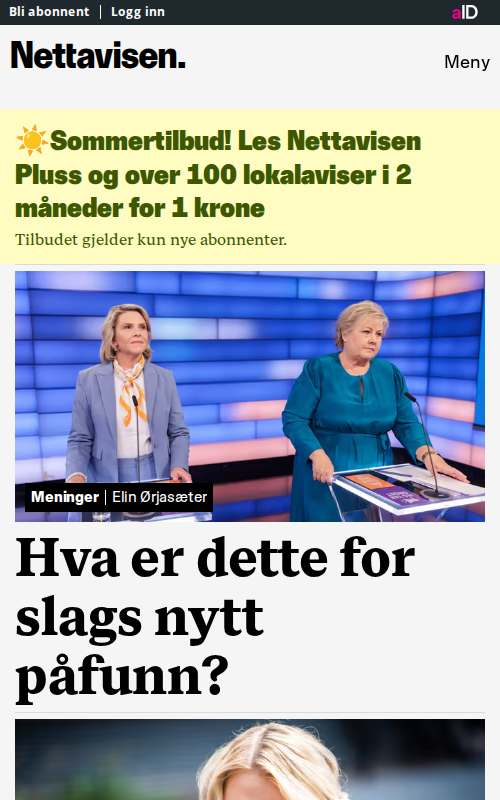 Bli abonnent | Logg inn
aID
Nettavisen.
Meny
☀️Sommertilbud! Les Nettavisen
Pluss og over 100 lokalaviser i 2
måneder for 1 krone
Tilbudet gjelder kun nye abonnenter.
Meninger | Elin Ørjasæter
Hva er dette for
slags nytt
påfunn?